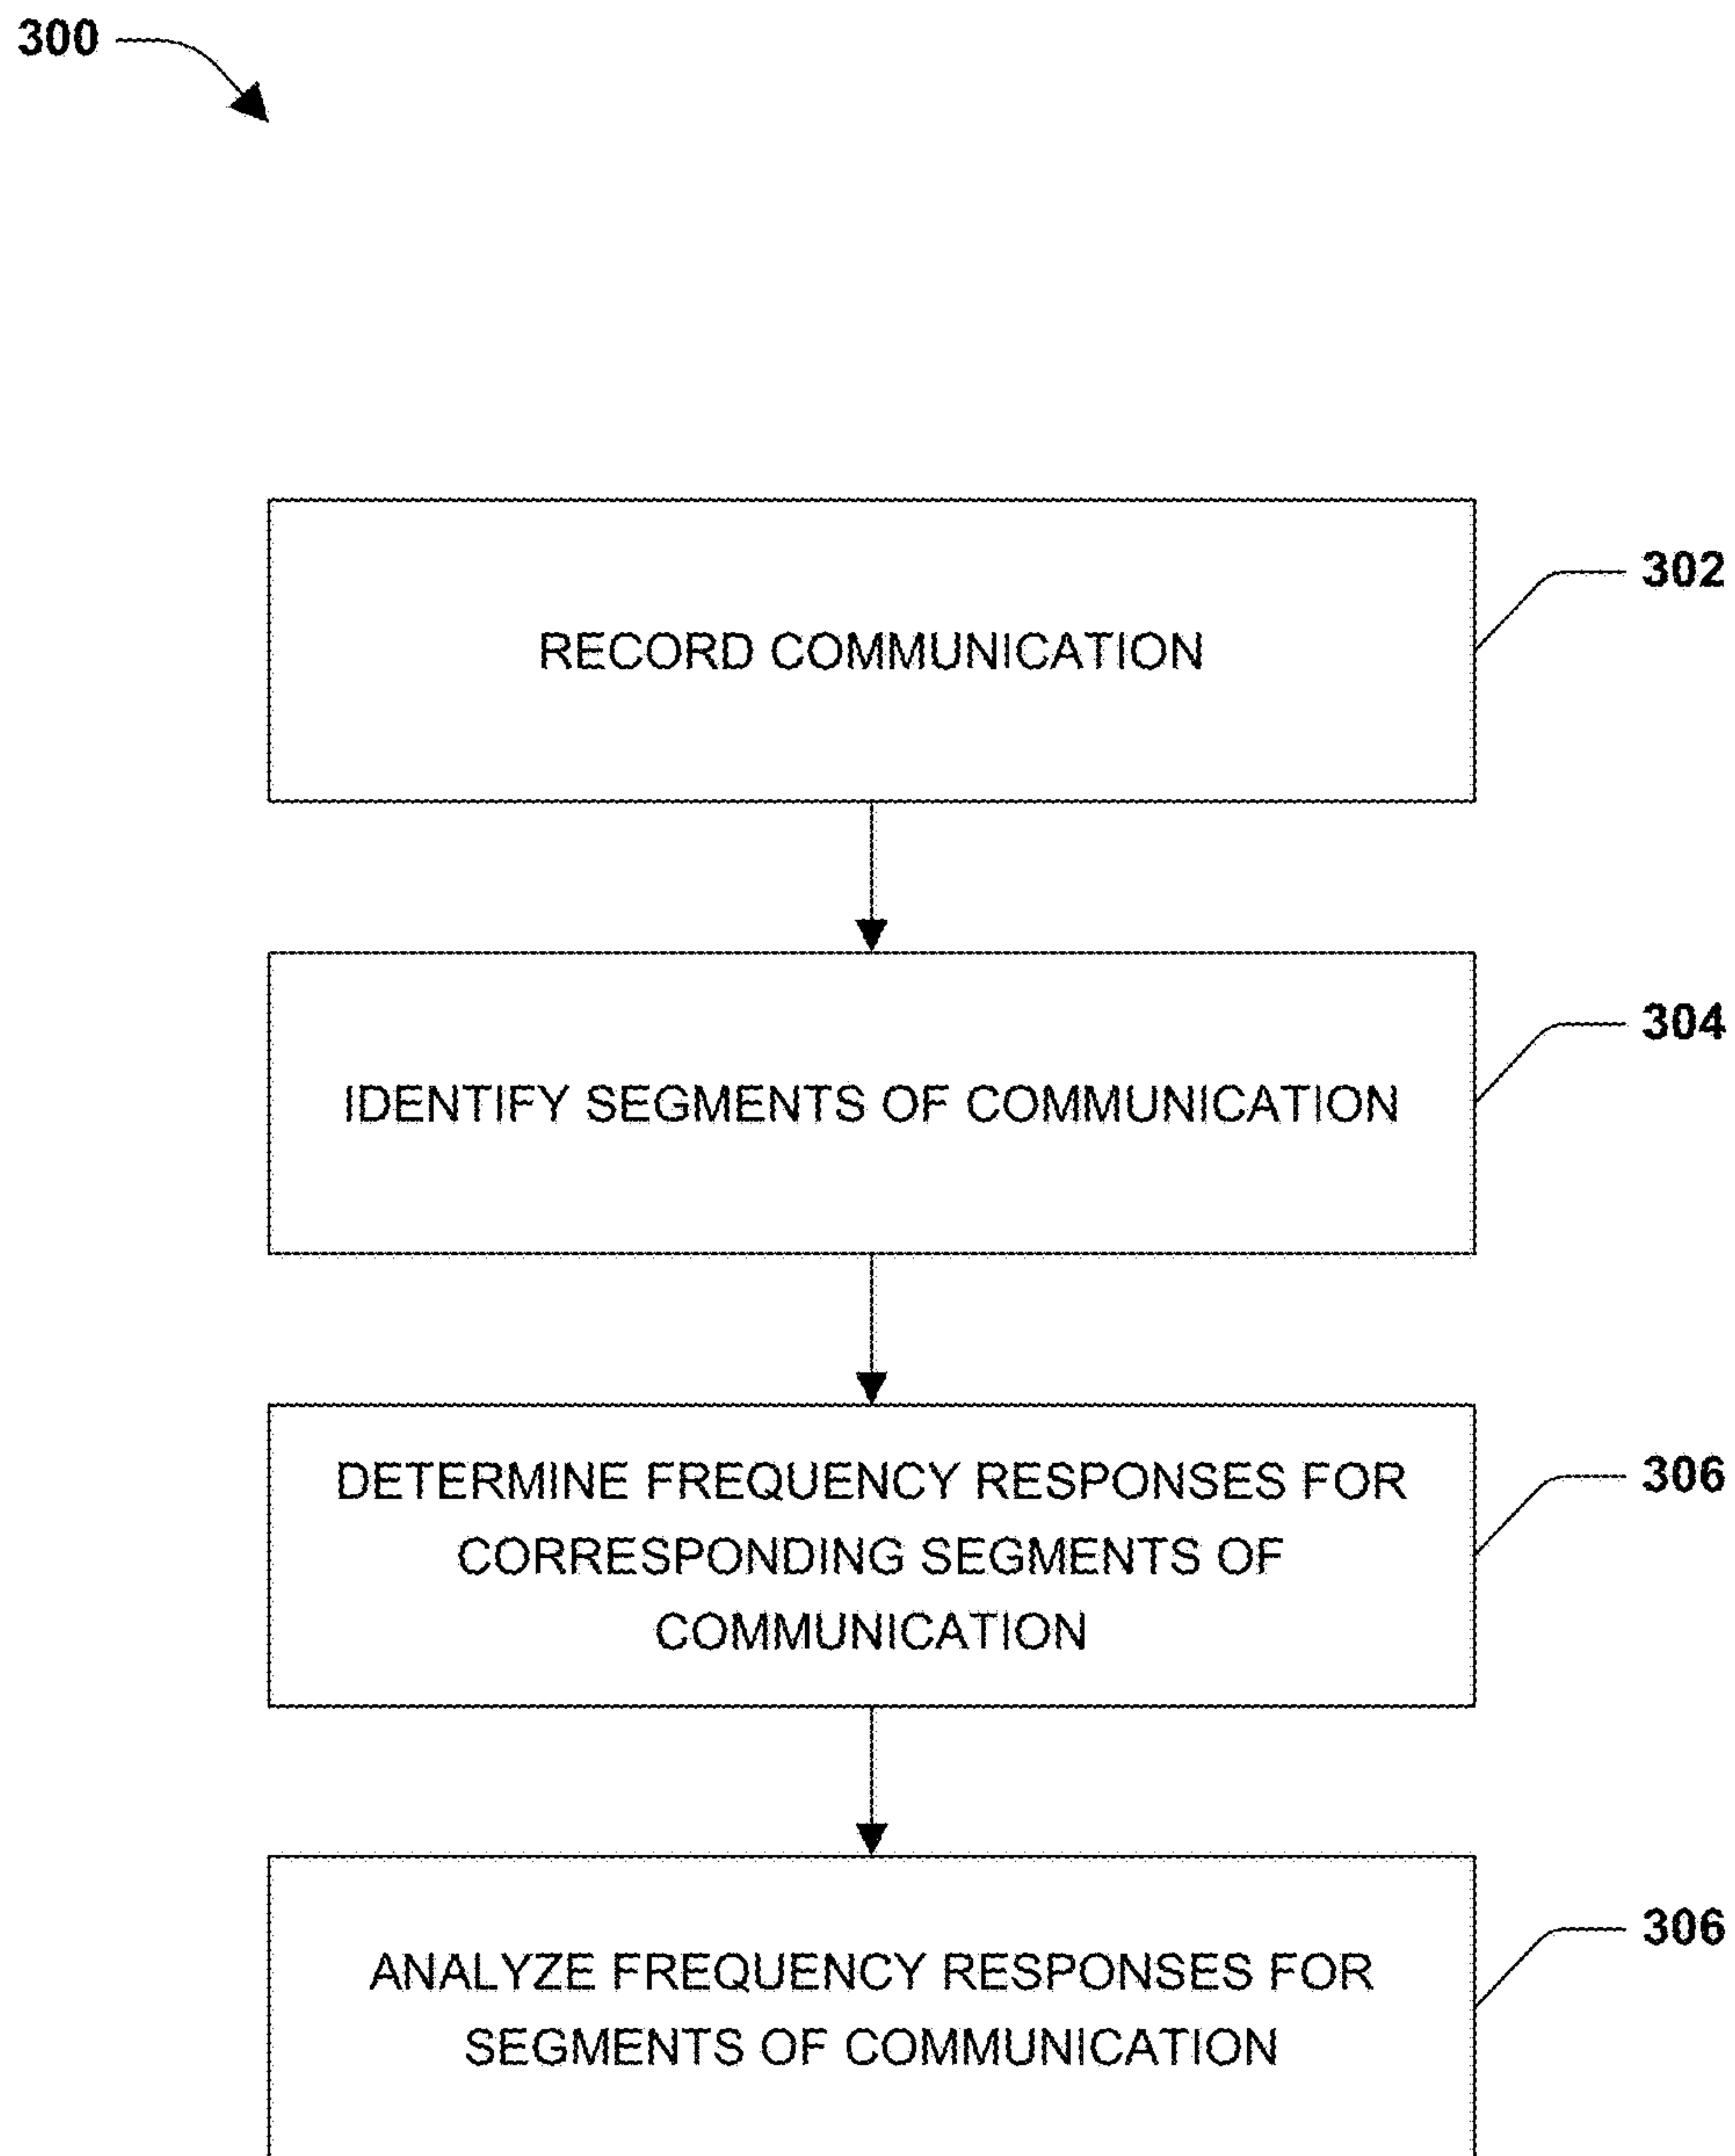 300
RECORD COMMUNICATION
302
IDENTIFY SEGMENTS OF COMMUNICATION
304
DETERMINE FREQUENCY RESPONSES FOR
CORRESPONDING SEGMENTS OF
COMMUNICATION
306
ANALYZE FREQUENCY RESPONSES FOR
SEGMENTS OF COMMUNICATION
306